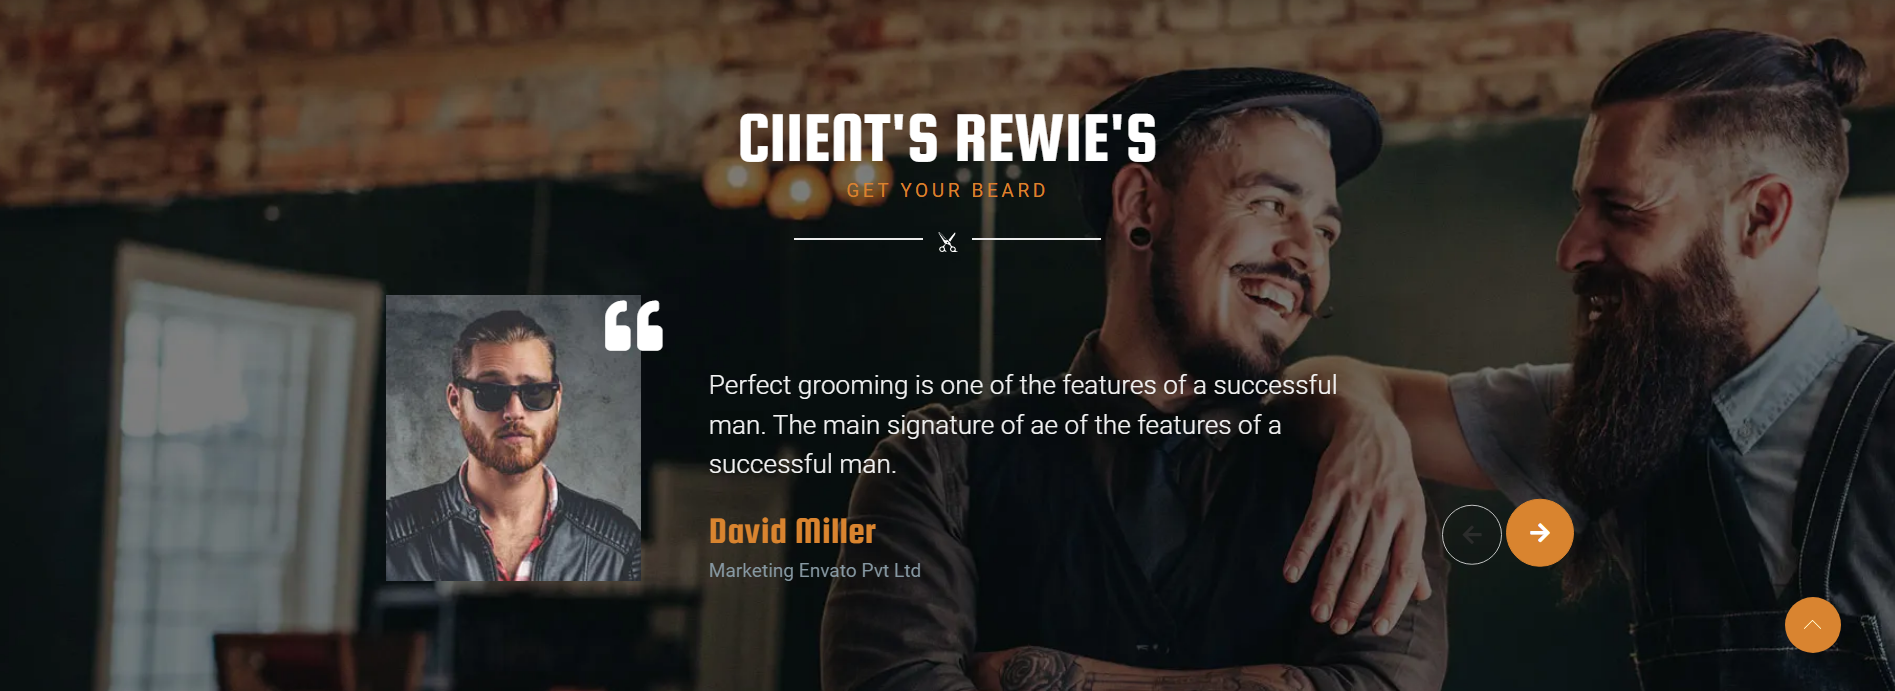 CIIENT'S REWIE'S
GET YOUR BEARD
Perfect grooming is one of the features of a successful
man. The main signature of ae of the features of a
successful man.
David Miller
Marketing Envato Pvt Ltd